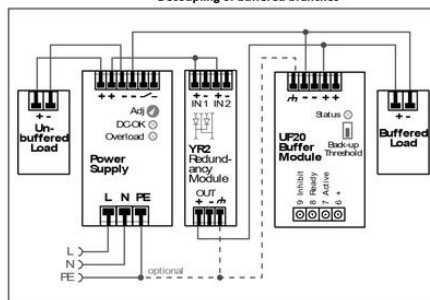 Decoupling of buffered branches
+ -
Un-
buffered
Load
+ + - - -
Adj
DC-OK
Overload
Power
Supply
L N PE
+ - + -
IN 1 IN 2
YR2
Redund-
ancy
Module
OUT
+ -
- - + +
Status
UF20
Buffer
Module
Back-up
Threshold
9 Inhibit
8 Ready
7 Active
6 +
+ -
Buffered
Load
L
N
PE
optional